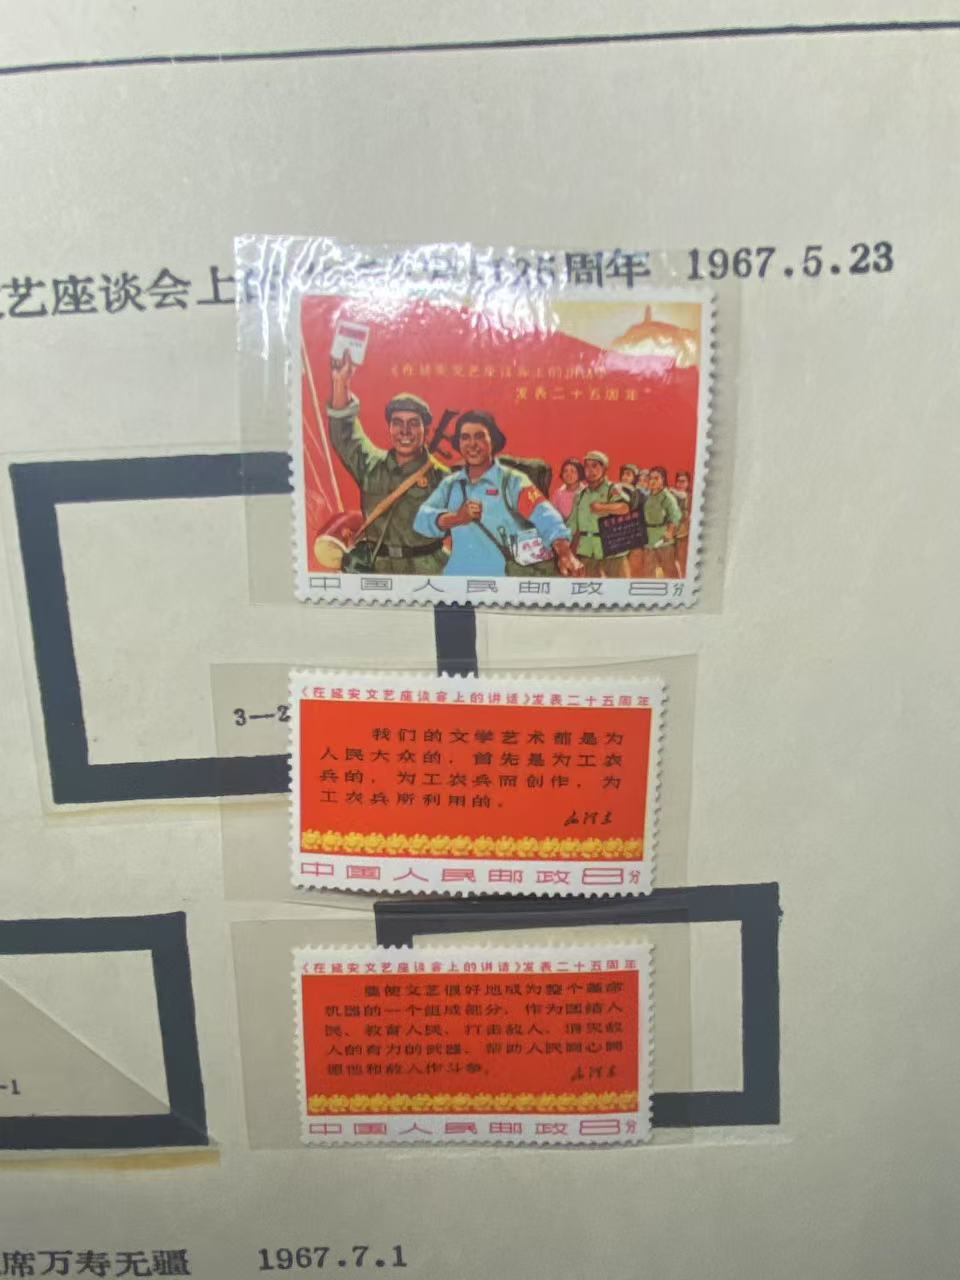 艺座谈会上
周年 1967.5.23
《在延安文艺座谈会上的讲话》
发表二十五周年
中国人民邮政 8分
3—2
《在延安文艺座谈会上的讲话》发表二十五周年
我们的文学艺术都是为
人民大众的，首先是为工农
兵的，为工农兵而创作，为
工农兵所利用的。
毛泽东
中国人民邮政8分
《在延安文艺座谈会上的讲话》发表二十五周年
要使文艺很好地成为整个革命
机器的一个组成部分，作为团结人
民、教育人民、打击敌人、消灭敌
人的有力的武器，帮助人民同心同
德地和敌人作斗争。
毛泽东
中国人民邮政8分
-1
席万寿无疆 1967.7.1